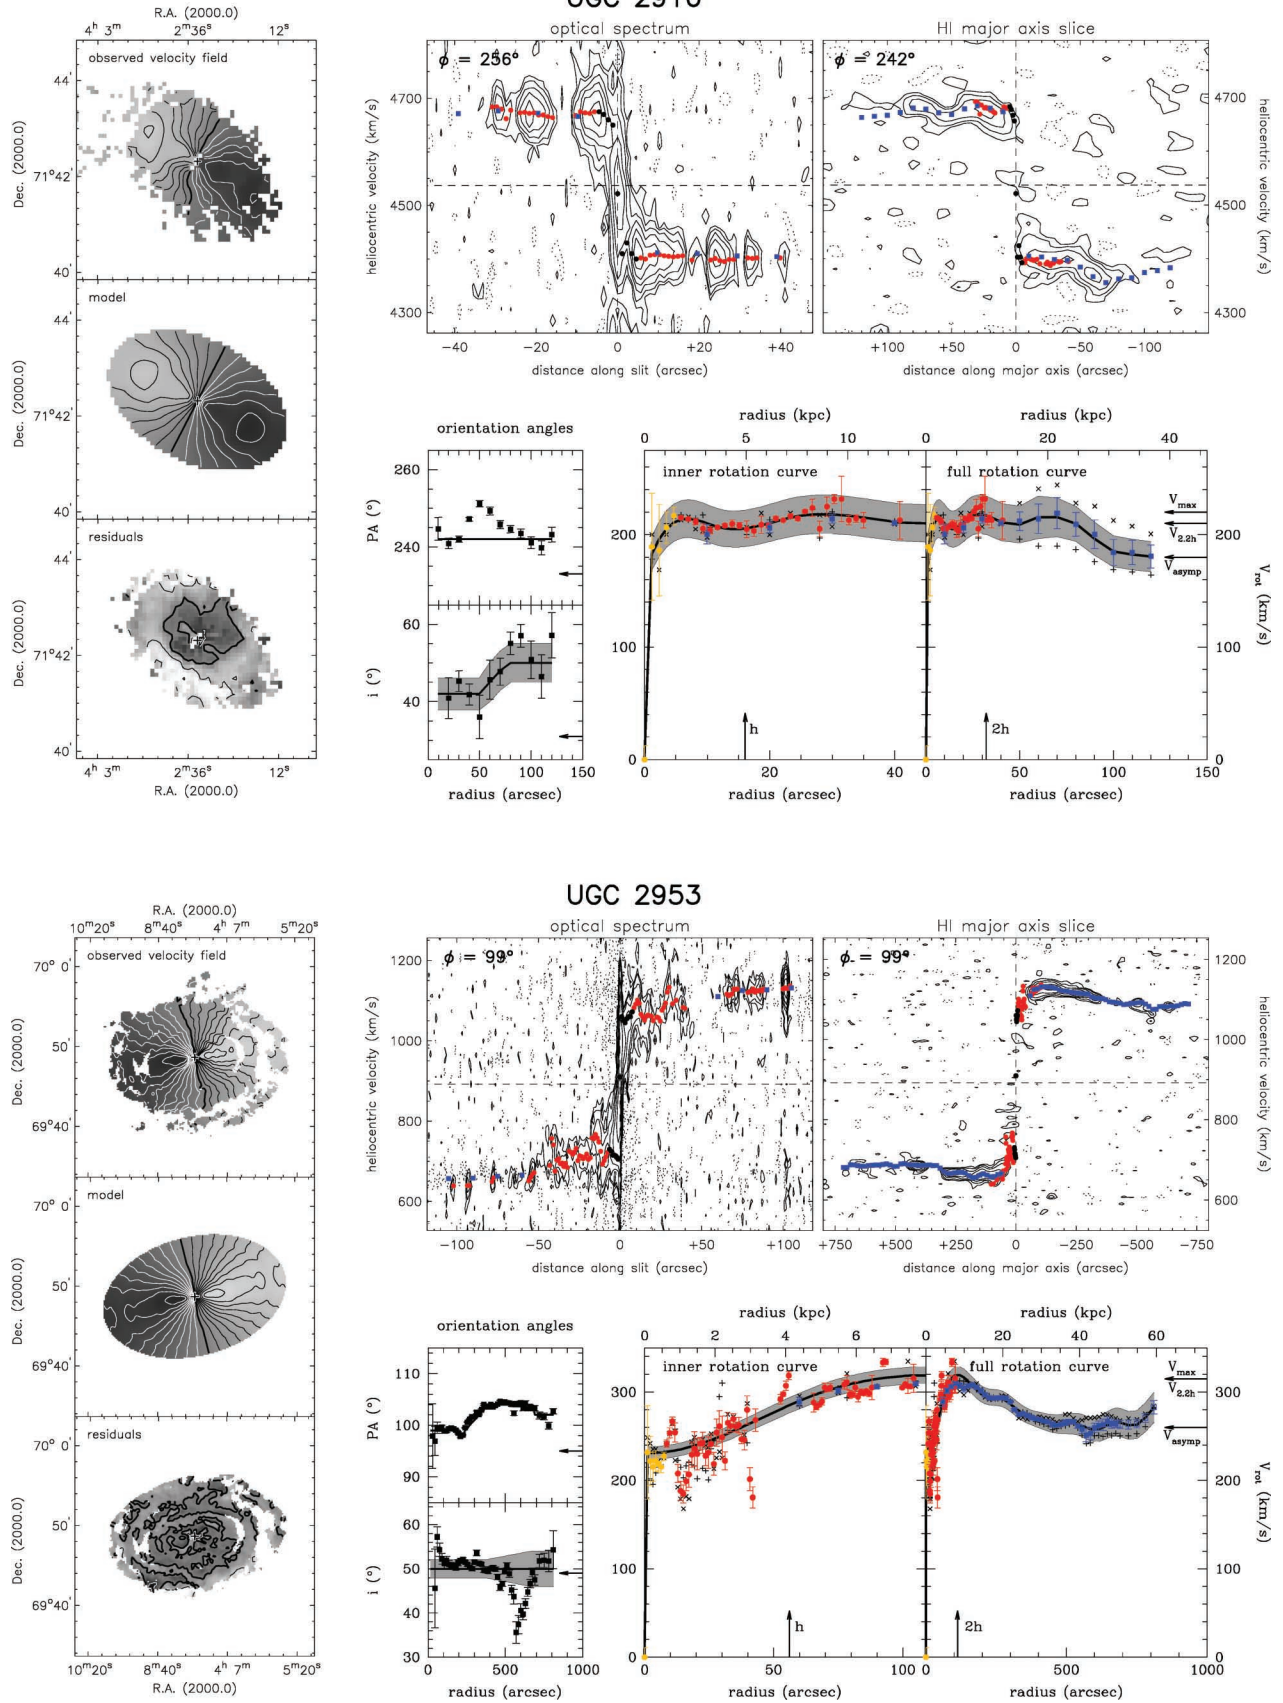 R.A. (2000.0)
4ʰ 3ᵐ 2ᵐ36ˢ 12ˢ
observed velocity field
44'
71°42'
40'
Dec. (2000.0)
model
44'
71°42'
40'
Dec. (2000.0)
residuals
44'
71°42'
40'
Dec. (2000.0)
4ʰ 3ᵐ 2ᵐ36ˢ 12ˢ
R.A. (2000.0)
optical spectrum
ϕ = 256°
4700
4500
4300
heliocentric velocity (km/s)
-40 -20 0 +20 +40
distance along slit (arcsec)
HI major axis slice
ϕ = 242°
4700
4500
4300
heliocentric velocity (km/s)
+100 +50 0 -50 -100
distance along major axis (arcsec)
orientation angles
260
240
PA (°)
60
40
i (°)
0 50 100 150
radius (arcsec)
radius (kpc)
0 5 10
inner rotation curve
200
100
0
h
0 20 40
radius (arcsec)
radius (kpc)
0 20 40
full rotation curve
Vmax
V2.2h
Vasymp
200
100
0
Vrot (km/s)
2h
0 50 100 150
radius (arcsec)
UGC 2953
R.A. (2000.0)
10ᵐ20ˢ 8ᵐ40ˢ 4ʰ 7ᵐ 5ᵐ20ˢ
observed velocity field
70° 0'
50'
69°40'
Dec. (2000.0)
model
70° 0'
50'
69°40'
Dec. (2000.0)
residuals
70° 0'
50'
69°40'
Dec. (2000.0)
10ᵐ20ˢ 8ᵐ40ˢ 4ʰ 7ᵐ 5ᵐ20ˢ
R.A. (2000.0)
optical spectrum
ϕ = 99°
1200
1000
800
600
heliocentric velocity (km/s)
-100 -50 0 +50 +100
distance along slit (arcsec)
HI major axis slice
ϕ = 99°
1200
1000
800
600
heliocentric velocity (km/s)
+750 +500 +250 0 -250 -500 -750
distance along major axis (arcsec)
orientation angles
110
100
90
PA (°)
60
50
40
30
i (°)
0 500 1000
radius (arcsec)
radius (kpc)
0 2 4 6
inner rotation curve
300
200
100
0
h
0 50 100
radius (arcsec)
radius (kpc)
0 20 40 60
full rotation curve
Vmax
V2.2h
Vasymp
300
200
100
0
Vrot (km/s)
2h
0 500 1000
radius (arcsec)